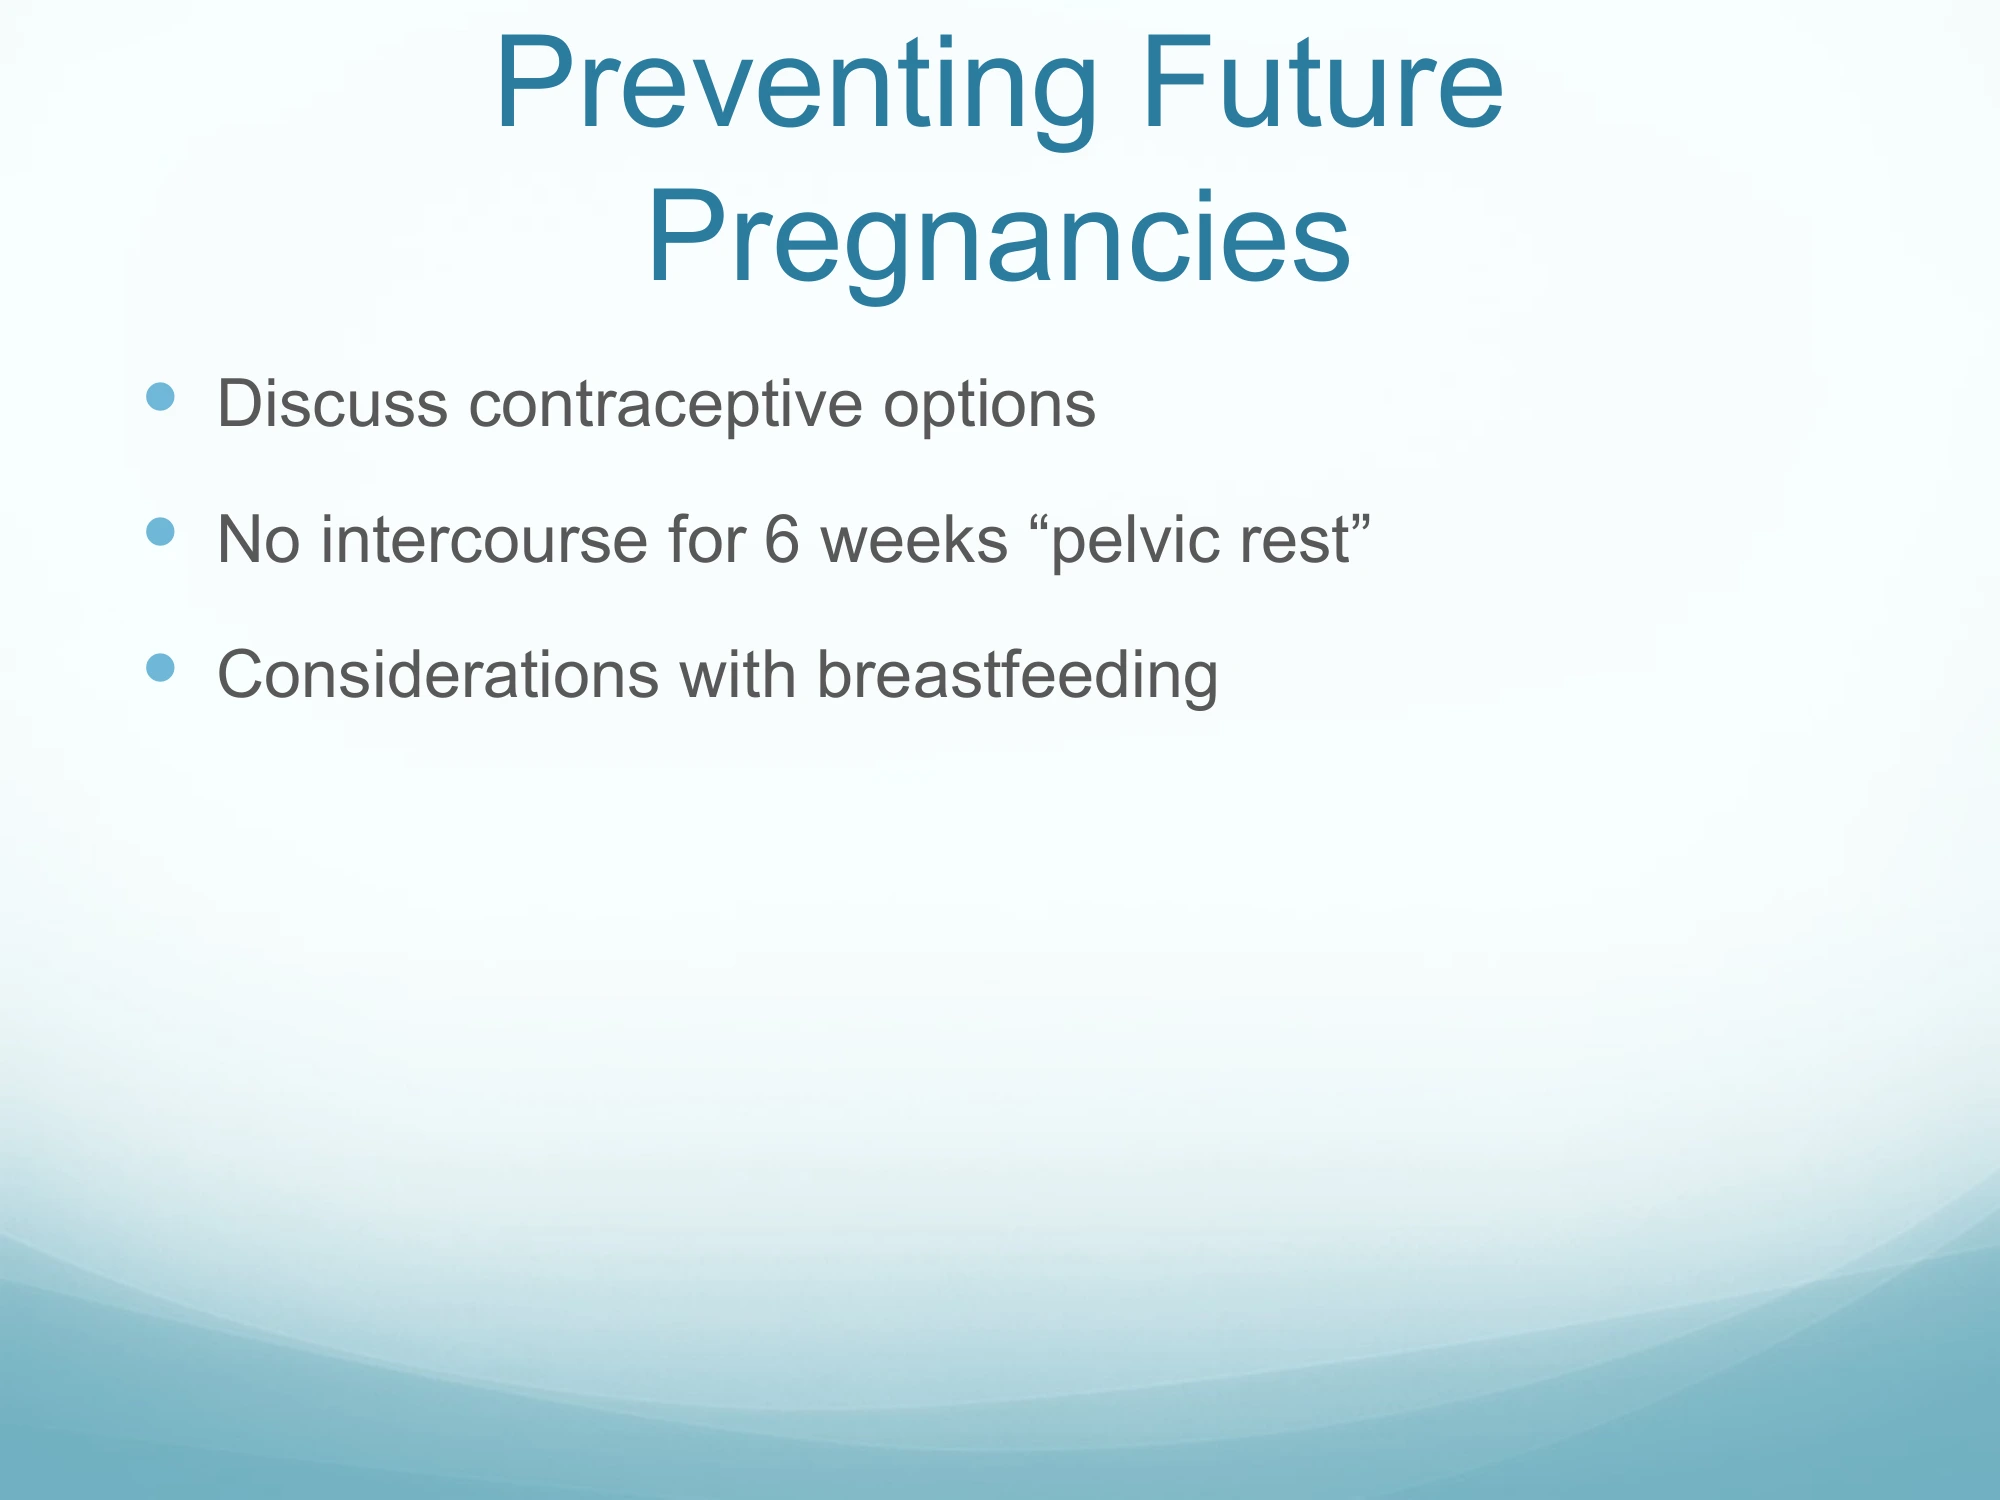 Preventing Future
Pregnancies
• Discuss contraceptive options
• No intercourse for 6 weeks “pelvic rest”
• Considerations with breastfeeding